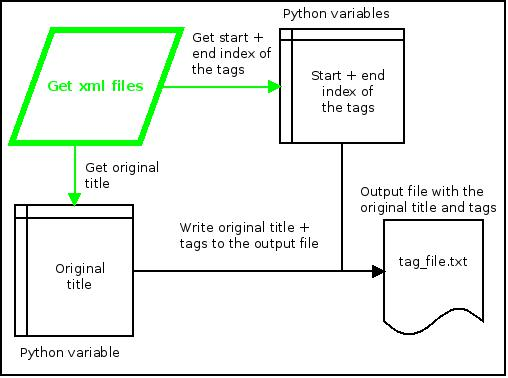 Python variables
Get start +
end index of
the tags
Get xml files
Start + end
index of
the tags
Get original
title
Output file with the
original title and tags
Write original title +
tags to the output file
Original
title
tag_file.txt
Python variable